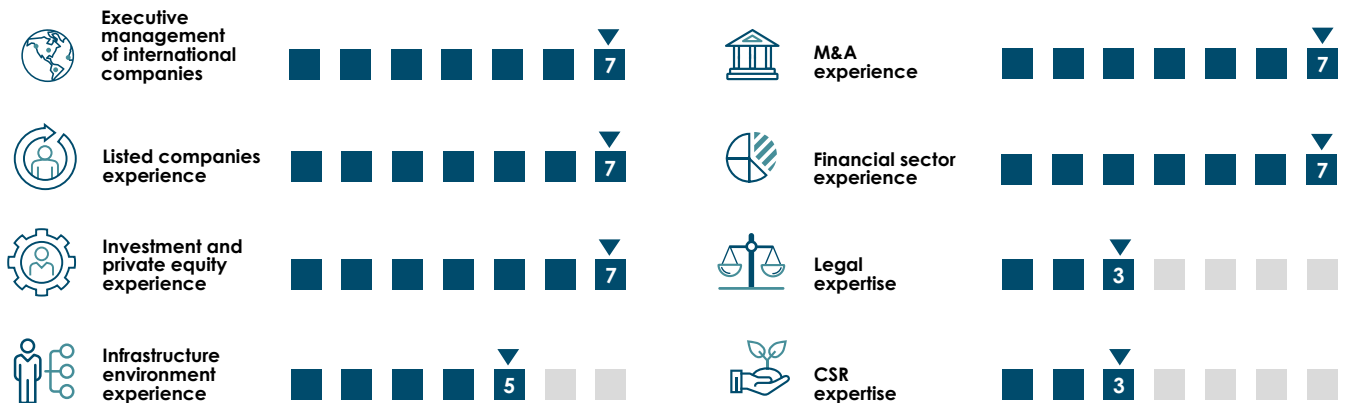 Executive
management
of international
companies
7
M&A
experience
7
Listed companies
experience
7
Financial sector
experience
7
Investment and
private equity
experience
7
Legal
expertise
3
Infrastructure
environment
experience
5
CSR
expertise
3